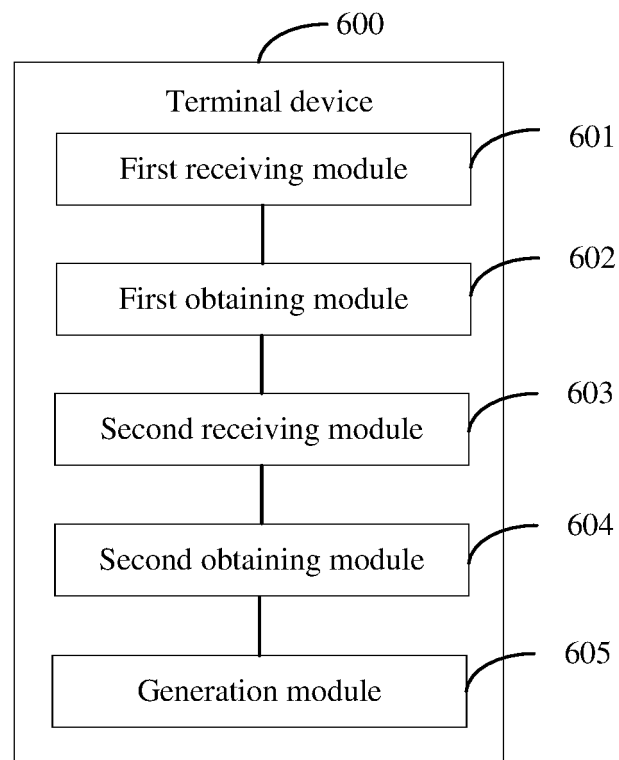 600
Terminal device
601
First receiving module
602
First obtaining module
603
Second receiving module
604
Second obtaining module
605
Generation module